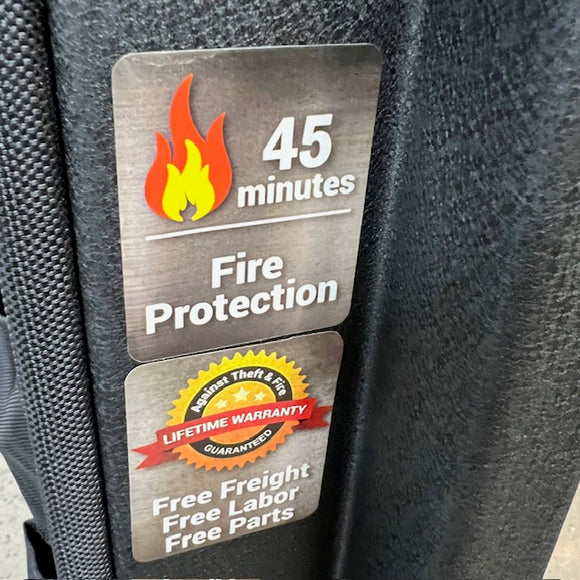 45
minutes
Fire
Protection
Against Theft & Fire
LIFETIME WARRANTY
GUARANTEED
Free Freight
Free Labor
Free Parts